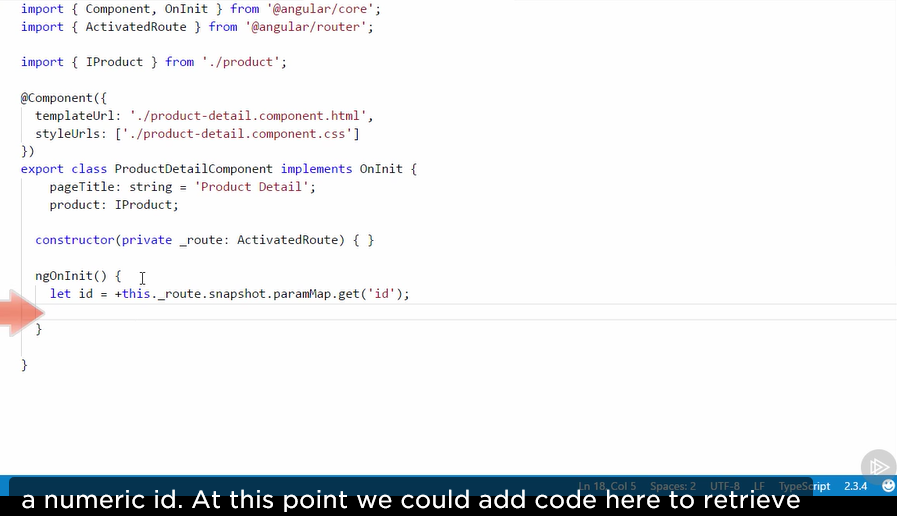 import { Component, OnInit } from '@angular/core';
import { ActivatedRoute } from '@angular/router';
import { IProduct } from './product';
@Component({
templateUrl: './product-detail.component.html',
styleUrls: ['./product-detail.component.css']
})
export class ProductDetailComponent implements OnInit {
pageTitle: string = 'Product Detail';
product: IProduct;
constructor(private _route: ActivatedRoute) { }
ngOnInit() {
let id = +this._route.snapshot.paramMap.get('id');
}
}
Ln 18, Col 5 Spaces: 2 UTF-8 LF TypeScript 2.3.4
a numeric id. At this point we could add code here to retrieve